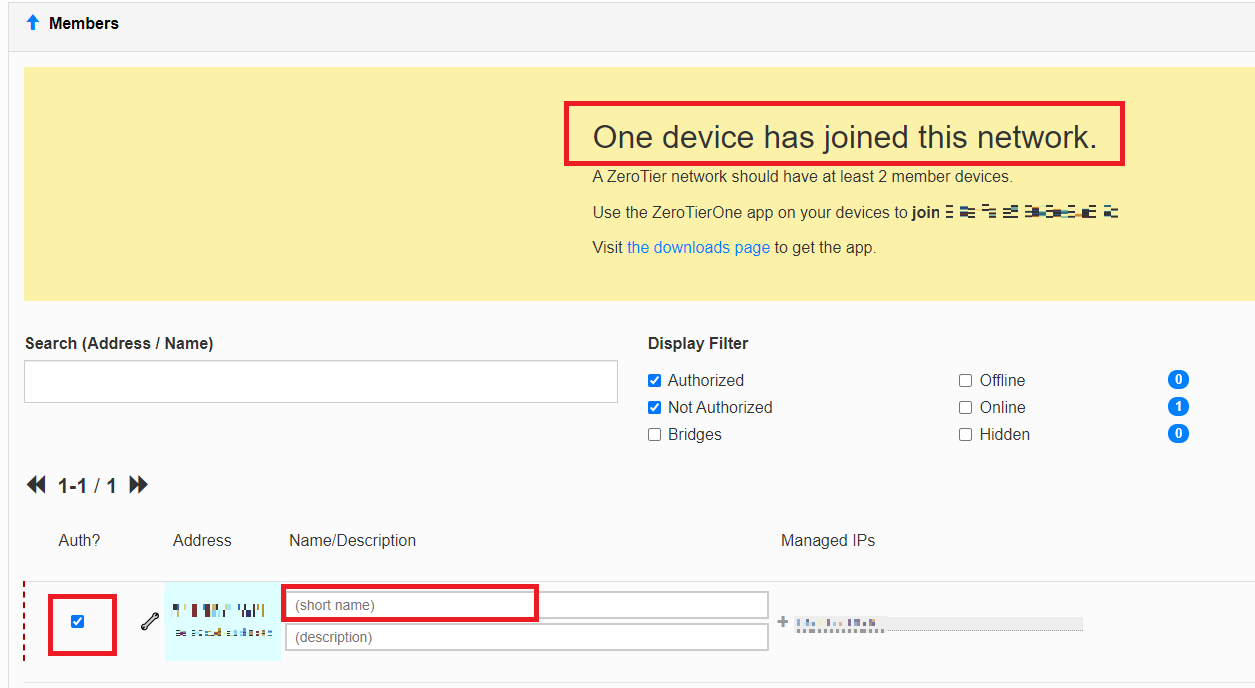 Members
One device has joined this network.
A ZeroTier network should have at least 2 member devices.
Use the ZeroTierOne app on your devices to join
Visit the downloads page to get the app.
Search (Address / Name)
Display Filter
Authorized
Offline
0
Not Authorized
Online
1
Bridges
Hidden
0
1-1 / 1
Auth?
Address
Name/Description
Managed IPs
(short name)
(description)